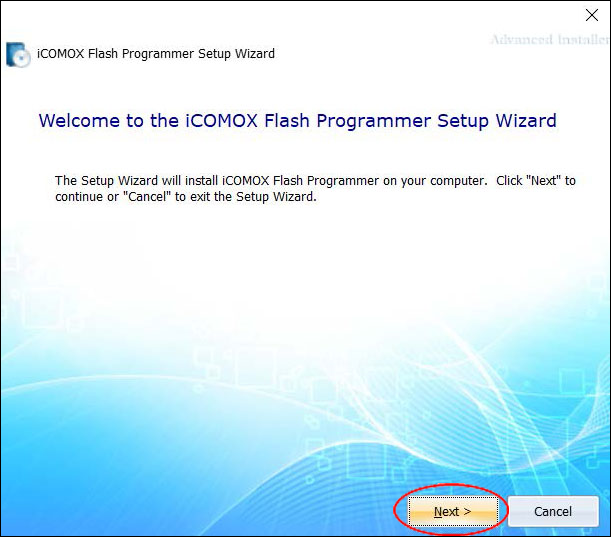 Advanced Installer
iCOMOX Flash Programmer Setup Wizard
Welcome to the iCOMOX Flash Programmer Setup Wizard
The Setup Wizard will install iCOMOX Flash Programmer on your computer. Click "Next" to
continue or "Cancel" to exit the Setup Wizard.
Next >
Cancel